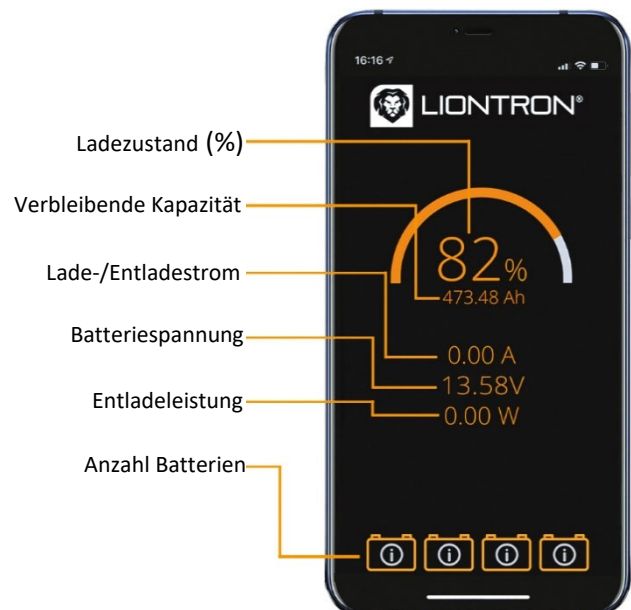 16:16
LIONTRON®
Ladezustand (%)
Verbleibende Kapazität
82%
473.48 Ah
Lade-/Entladestrom
0.00 A
Batteriespannung
13.58V
Entladeleistung
0.00 W
Anzahl Batterien
i i i i